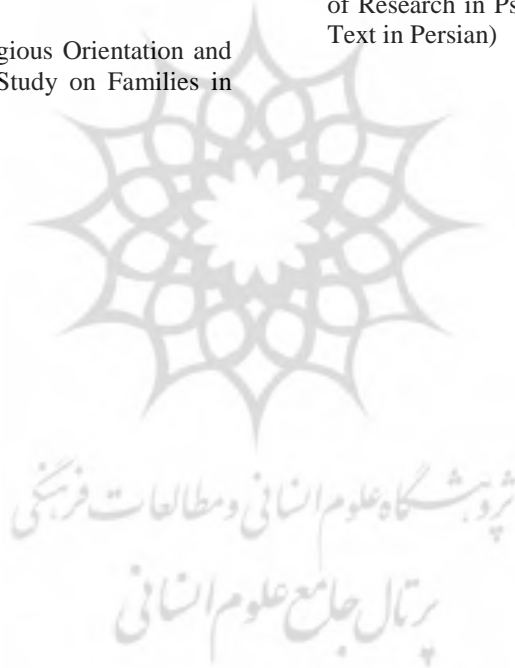 gious Orientation and
Study on Families in
of Research in Ps
Text in Persian)
پژوهشگاه علوم انسانی و مطالعات فرهنگی
پرتال جامع علوم انسانی